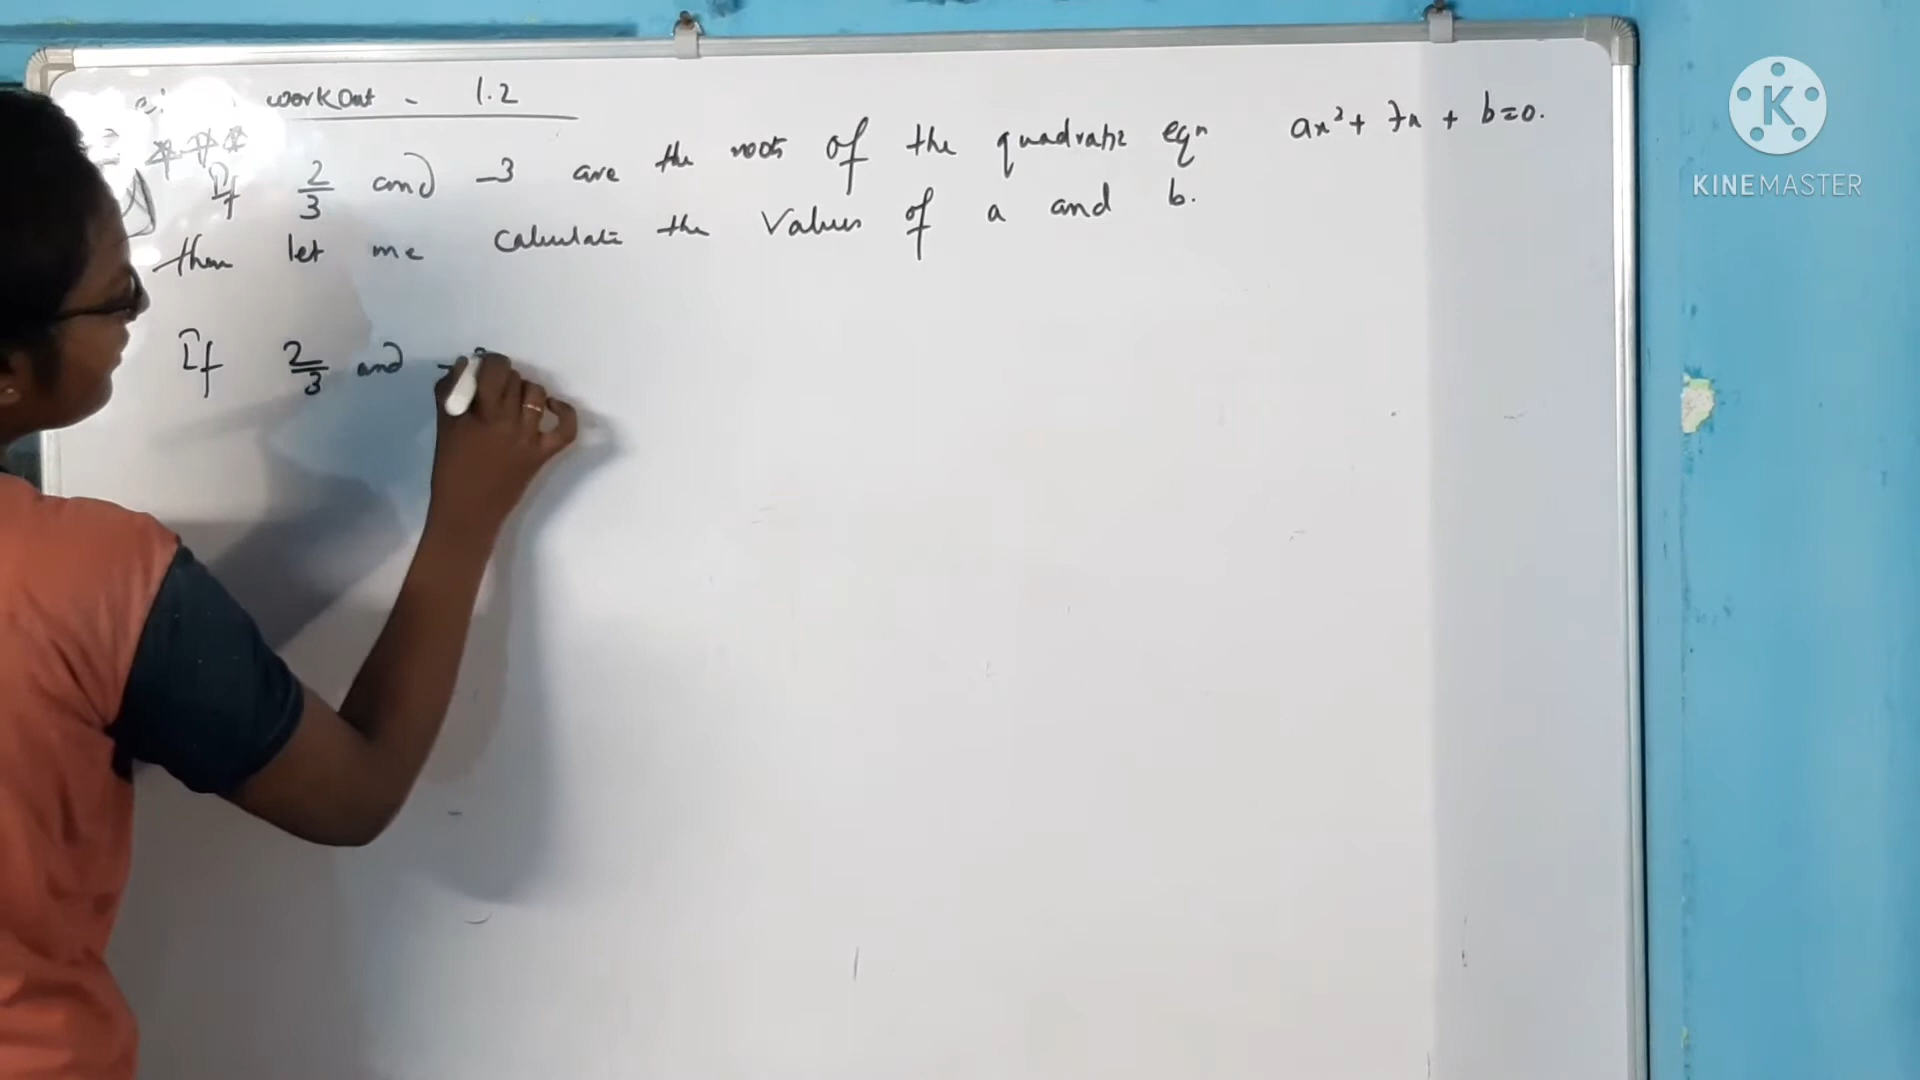 workout - 1.2
If 2/3 and -3 are the roots of the quadratic eqn ax² + 7x + b=0.
then let me calculate the values of a and b.
If 2/3 and -
KINEMASTER